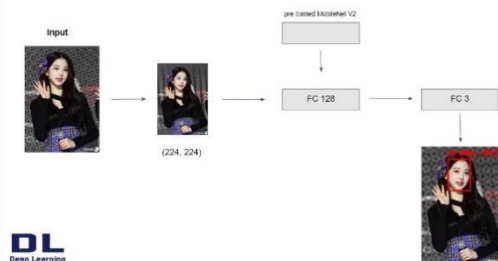 pre trained MobileNet V2
Input
FC 128
FC 3
(224, 224)
DL
Deep Learning